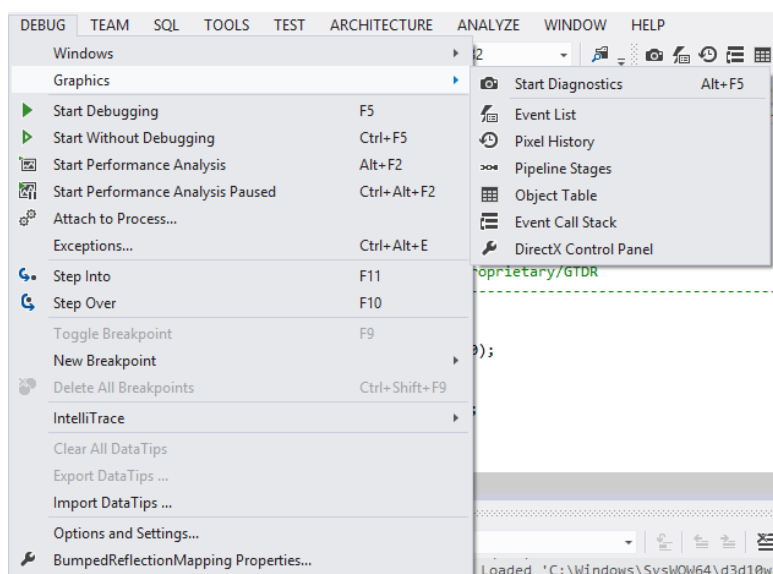 DEBUG TEAM SQL TOOLS TEST ARCHITECTURE ANALYZE WINDOW HELP
Windows
Graphics
Start Diagnostics Alt+F5
Start Debugging F5
Event List
Start Without Debugging Ctrl+F5
Pixel History
Start Performance Analysis Alt+F2
Pipeline Stages
Start Performance Analysis Paused Ctrl+Alt+F2
Object Table
Attach to Process...
Event Call Stack
Exceptions... Ctrl+Alt+E
DirectX Control Panel
Step Into F11
oprietary/GTDR
Step Over F10
Toggle Breakpoint F9
New Breakpoint
);
Delete All Breakpoints Ctrl+Shift+F9
IntelliTrace
;
Clear All DataTips
Export DataTips ...
Import DataTips ...
Options and Settings...
BumpedReflectionMapping Properties...
Loaded 'C:\Windows\SysWOW64\d3d10w